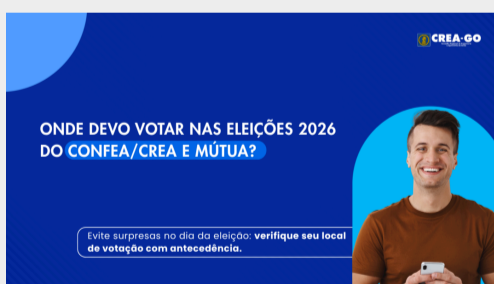 CREA-GO
ONDE DEVO VOTAR NAS ELEIÇÕES 2026
DO CONFEA/CREA E MÚTUA?
Evite surpresas no dia da eleição: verifique seu local
de votação com antecedência.